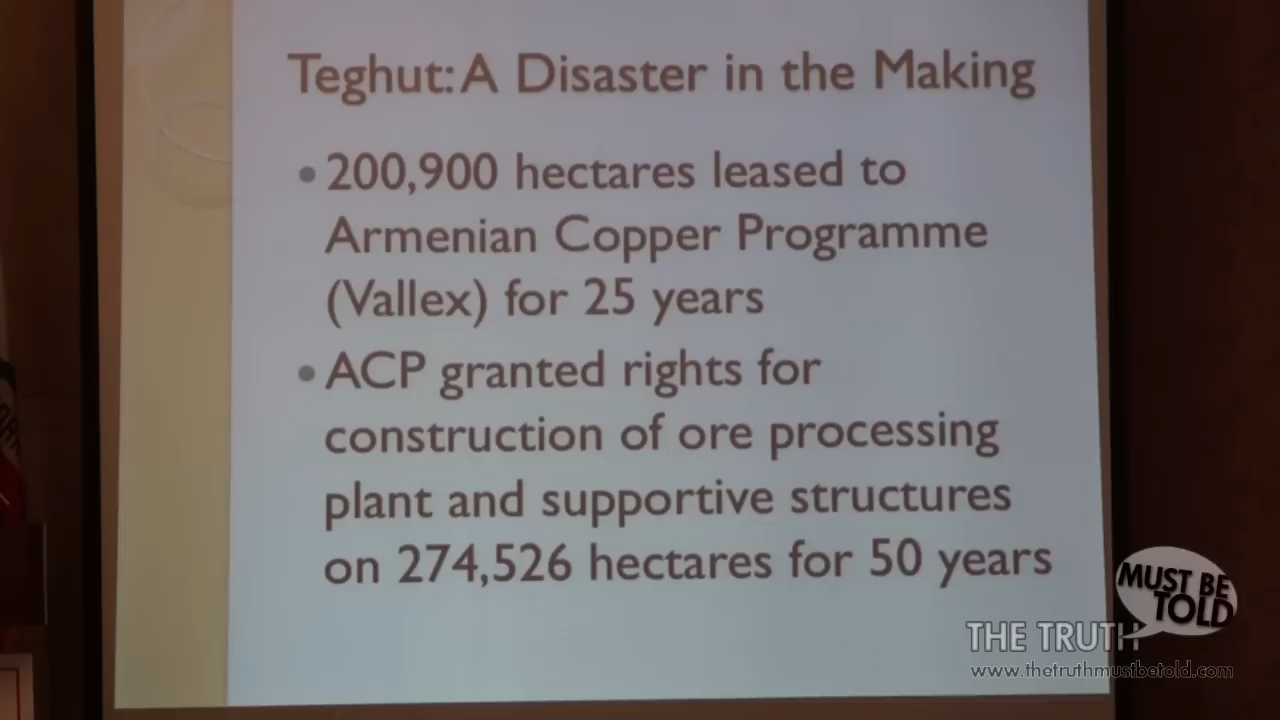 Teghut: A Disaster in the Making
• 200,900 hectares leased to
Armenian Copper Programme
(Vallex) for 25 years
• ACP granted rights for
construction of ore processing
plant and supportive structures
on 274,526 hectares for 50 years
MUST BE
TOLD
THE TRUTH
www.thetruthmustbetold.com